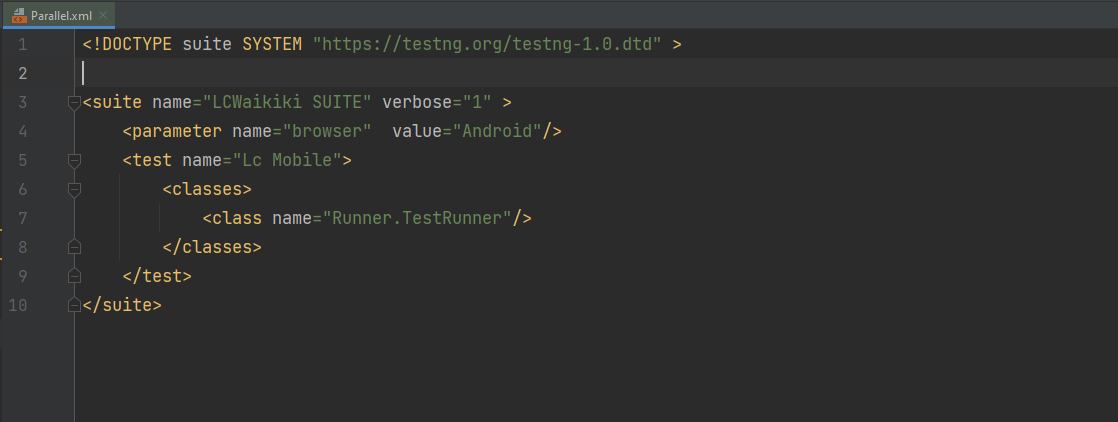 Parallel.xml
1 <!DOCTYPE suite SYSTEM "https://testng.org/testng-1.0.dtd" >
2
3 <suite name="LCWaikiki SUITE" verbose="1" >
4     <parameter name="browser"  value="Android"/>
5     <test name="Lc Mobile">
6         <classes>
7             <class name="Runner.TestRunner"/>
8         </classes>
9     </test>
10 </suite>